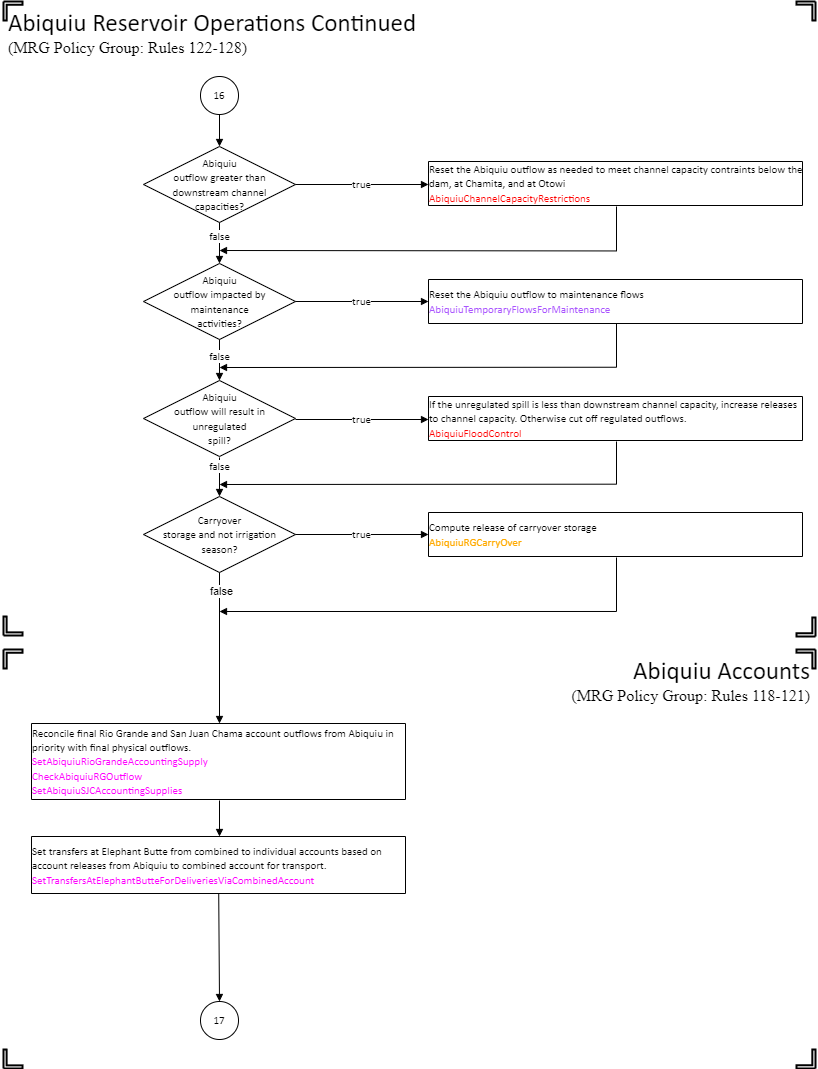 Abiquiu Reservoir Operations Continued
(MRG Policy Group: Rules 122-128)
16
Abiquiu
outflow greater than
downstream channel
capacities?
true
Reset the Abiquiu outflow as needed to meet channel capacity contraints below the
dam, at Chamita, and at Otowi
AbiquiuChannelCapacityRestrictions
false
Abiquiu
outflow impacted by
maintenance
activities?
true
Reset the Abiquiu outflow to maintenance flows
AbiquiuTemporaryFlowsForMaintenance
false
Abiquiu
outflow will result in
unregulated
spill?
true
If the unregulated spill is less than downstream channel capacity, increase releases
to channel capacity. Otherwise cut off regulated outflows.
AbiquiuFloodControl
false
Carryover
storage and not irrigation
season?
true
Compute release of carryover storage
AbiquiuRGCarryOver
false
Abiquiu Accounts
(MRG Policy Group: Rules 118-121)
Reconcile final Rio Grande and San Juan Chama account outflows from Abiquiu in
priority with final physical outflows.
SetAbiquiuRioGrandeAccountingSupply
CheckAbiquiuRGOutflow
SetAbiquiuSJCAccountingSupplies
Set transfers at Elephant Butte from combined to individual accounts based on
account releases from Abiquiu to combined account for transport.
SetTransfersAtElephantButteForDeliveriesViaCombinedAccount
17